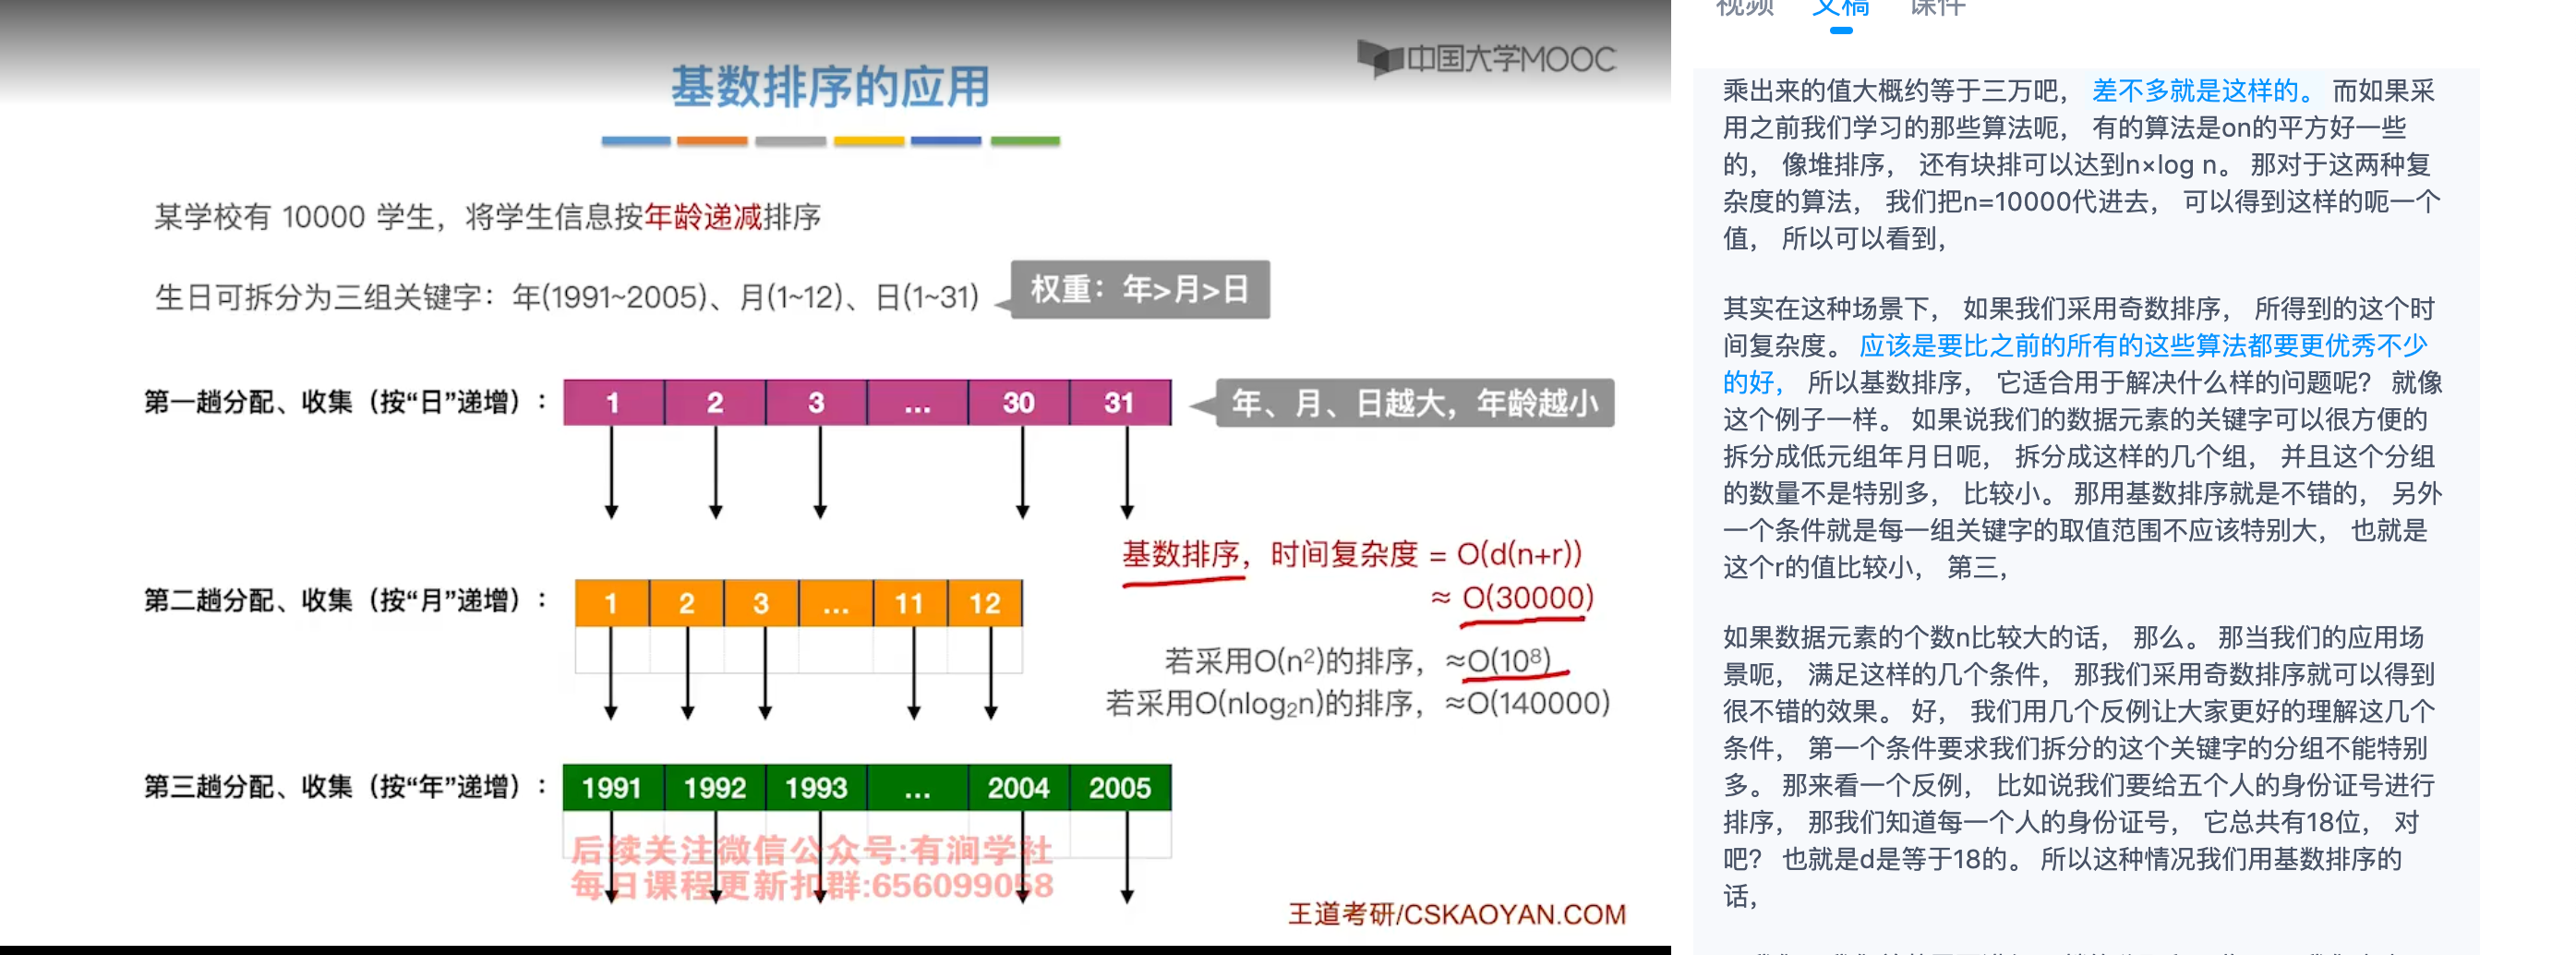 中国大学MOOC
基数排序的应用
某学校有 10000 学生，将学生信息按年龄递减排序
生日可拆分为三组关键字：年(1991~2005)、月(1~12)、日(1~31)
权重：年>月>日
第一趟分配、收集（按“日”递增）：
1 2 3 ... 30 31
年、月、日越大，年龄越小
第二趟分配、收集（按“月”递增）：
1 2 3 ... 11 12
基数排序，时间复杂度 = O(d(n+r))
≈ O(30000)
若采用O(n²)的排序，≈O(10⁸)
若采用O(nlog₂n)的排序，≈O(140000)
第三趟分配、收集（按“年”递增）：
1991 1992 1993 ... 2004 2005
后续关注微信公众号:有涧学社
每日课程更新扣群:656099058
王道考研/CSKAOYAN.COM
视频 文稿 课件
乘出来的值大概约等于三万吧， 差不多就是这样的。 而如果采
用之前我们学习的那些算法呃， 有的算法是on的平方好一些
的， 像堆排序， 还有块排可以达到n×log n。 那对于这两种复
杂度的算法， 我们把n=10000代进去， 可以得到这样的呃一个
值， 所以可以看到，
其实在这种场景下， 如果我们采用奇数排序， 所得到的这个时
间复杂度。 应该是要比之前的所有的这些算法都要更优秀不少
的好， 所以基数排序， 它适合用于解决什么样的问题呢？ 就像
这个例子一样。 如果说我们的数据元素的关键字可以很方便的
拆分成低元组年月日呃， 拆分成这样的几个组， 并且这个分组
的数量不是特别多， 比较小。 那用基数排序就是不错的， 另外
一个条件就是每一组关键字的取值范围不应该特别大， 也就是
这个r的值比较小， 第三，
如果数据元素的个数n比较大的话， 那么。 那当我们的应用场
景呃， 满足这样的几个条件， 那我们采用奇数排序就可以得到
很不错的效果。 好， 我们用几个反例让大家更好的理解这几个
条件， 第一个条件要求我们拆分的这个关键字的分组不能特别
多。 那来看一个反例， 比如说我们要给五个人的身份证号进行
排序， 那我们知道每一个人的身份证号， 它总共有18位， 对
吧？ 也就是d是等于18的。 所以这种情况我们用基数排序的
话，